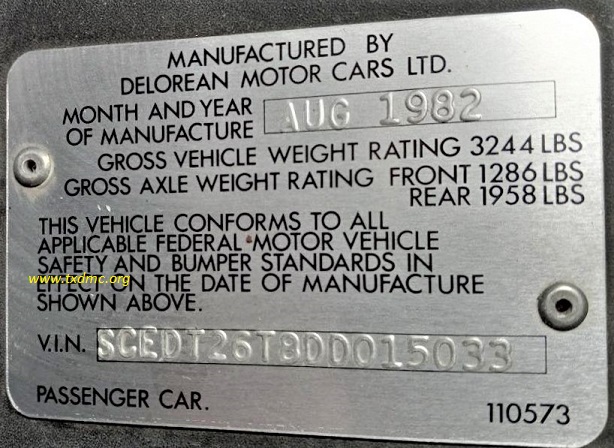 MANUFACTURED BY
DELOREAN MOTOR CARS LTD.
MONTH AND YEAR
OF MANUFACTURE AUG 1982
GROSS VEHICLE WEIGHT RATING 3244 LBS
GROSS AXLE WEIGHT RATING FRONT 1286 LBS
REAR 1958 LBS
THIS VEHICLE CONFORMS TO ALL
APPLICABLE FEDERAL MOTOR VEHICLE
SAFETY AND BUMPER STANDARDS IN
www.txdmc.org
EFFECT ON THE DATE OF MANUFACTURE
SHOWN ABOVE.
V.I.N. SCEDT26T8DD015033
PASSENGER CAR. 110573